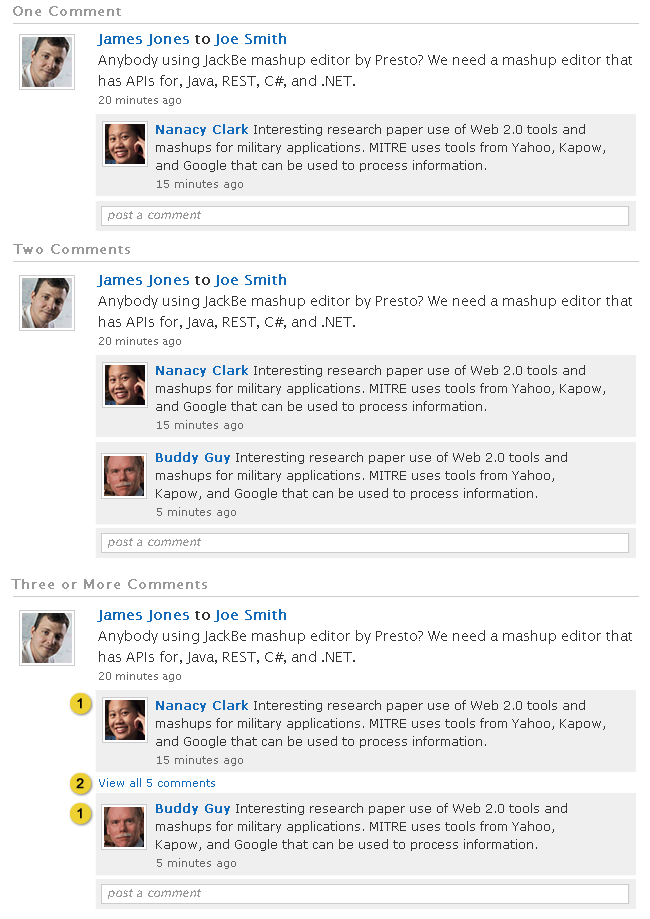 One Comment
James Jones to Joe Smith
Anybody using JackBe mashup editor by Presto? We need a mashup editor that
has APIs for, Java, REST, C#, and .NET.
20 minutes ago
Nanacy Clark Interesting research paper use of Web 2.0 tools and
mashups for military applications. MITRE uses tools from Yahoo, Kapow,
and Google that can be used to process information.
15 minutes ago
post a comment
Two Comments
James Jones to Joe Smith
Anybody using JackBe mashup editor by Presto? We need a mashup editor that
has APIs for, Java, REST, C#, and .NET.
20 minutes ago
Nanacy Clark Interesting research paper use of Web 2.0 tools and
mashups for military applications. MITRE uses tools from Yahoo, Kapow,
and Google that can be used to process information.
15 minutes ago
Buddy Guy Interesting research paper use of Web 2.0 tools and
mashups for military applications. MITRE uses tools from Yahoo,
Kapow, and Google that can be used to process information.
5 minutes ago
post a comment
Three or More Comments
James Jones to Joe Smith
Anybody using JackBe mashup editor by Presto? We need a mashup editor that
has APIs for, Java, REST, C#, and .NET.
20 minutes ago
1 Nanacy Clark Interesting research paper use of Web 2.0 tools and
mashups for military applications. MITRE uses tools from Yahoo, Kapow,
and Google that can be used to process information.
15 minutes ago
2 View all 5 comments
1 Buddy Guy Interesting research paper use of Web 2.0 tools and
mashups for military applications. MITRE uses tools from Yahoo,
Kapow, and Google that can be used to process information.
5 minutes ago
post a comment